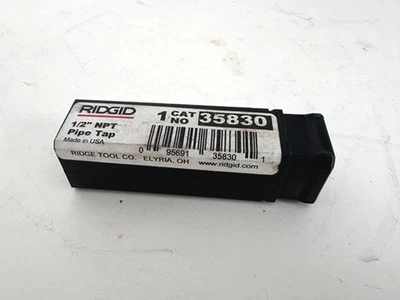 RIDGID
1/2" NPT
Pipe Tap
Made in USA
1 CAT NO 35830
0 95691 35830 1
RIDGE TOOL CO. ELYRIA, OH www.ridgid.com